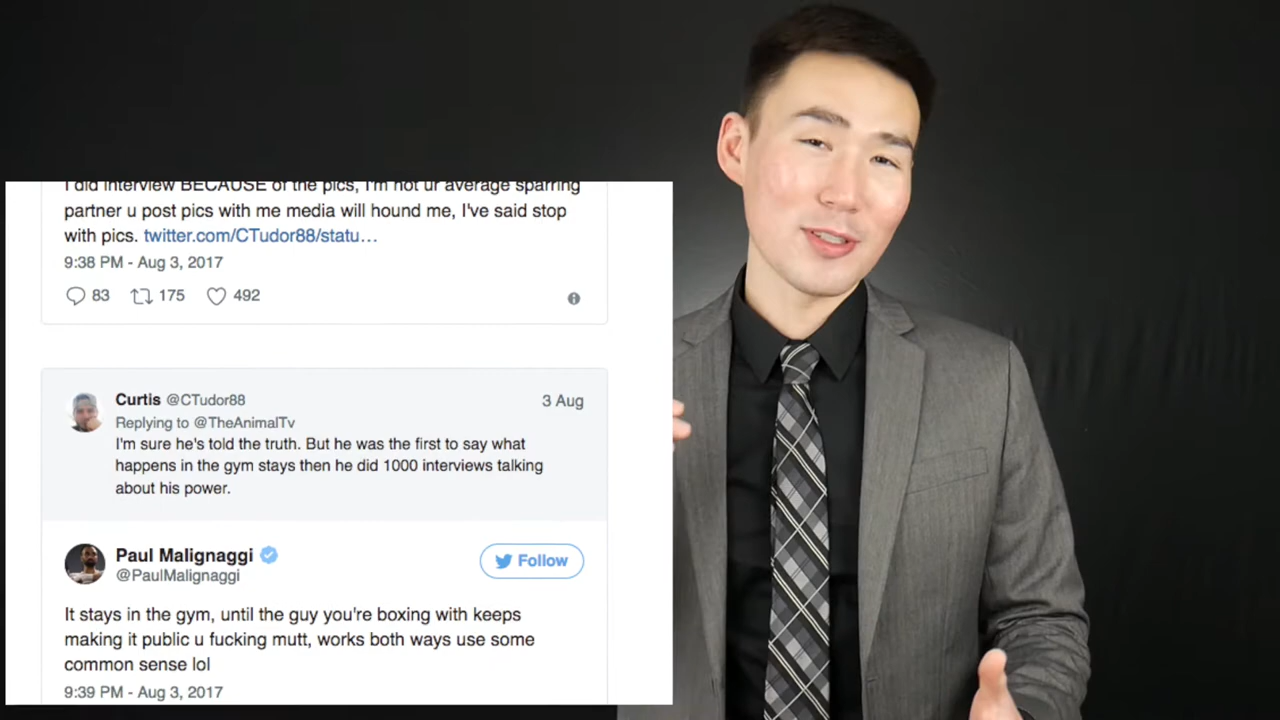 I did interview BECAUSE of the pics, I'm not ur average sparring
partner u post pics with me media will hound me, I've said stop
with pics. twitter.com/CTudor88/statu…
9:38 PM - Aug 3, 2017
83 175 492
Curtis @CTudor88 3 Aug
Replying to @TheAnimalTv
I'm sure he's told the truth. But he was the first to say what
happens in the gym stays then he did 1000 interviews talking
about his power.
Paul Malignaggi
Follow
@PaulMalignaggi
It stays in the gym, until the guy you're boxing with keeps
making it public u fucking mutt, works both ways use some
common sense lol
9:39 PM - Aug 3, 2017